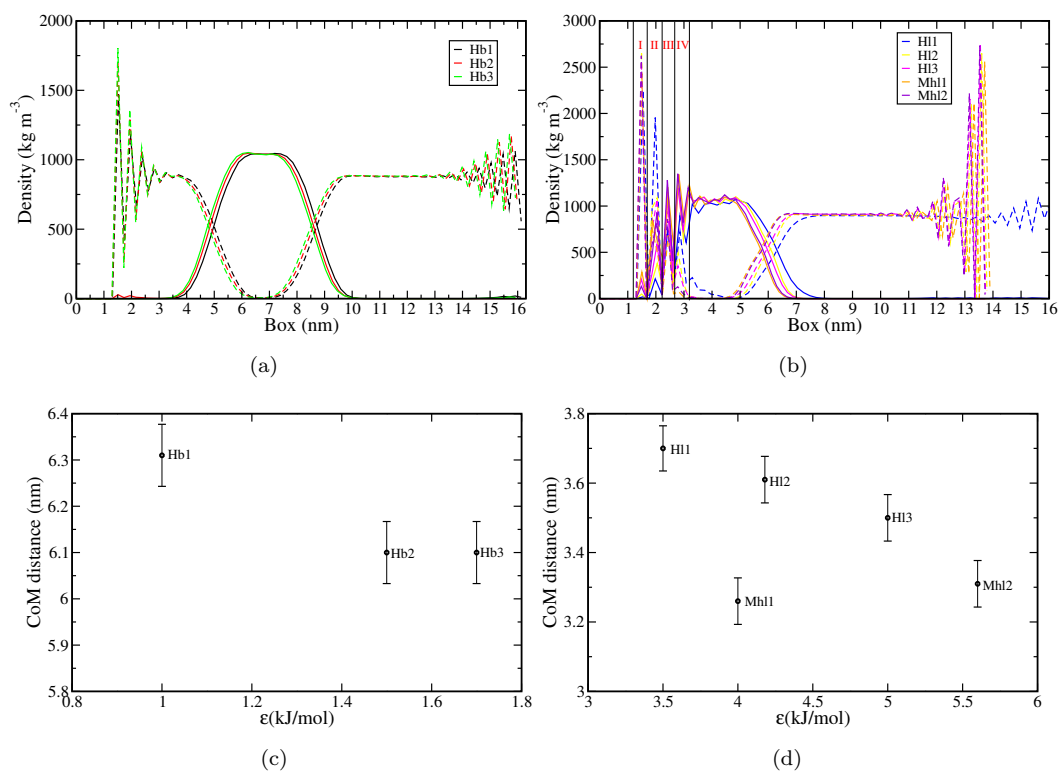 2000
1500
1000
500
0
Density (kg m-3)
0 1 2 3 4 5 6 7 8 9 10 11 12 13 14 15 16
Box (nm)
Hb1
Hb2
Hb3
(a)
3000
2500
2000
1500
1000
500
0
Density (kg m-3)
I II III IV
0 1 2 3 4 5 6 7 8 9 10 11 12 13 14 15 16
Box (nm)
Hl1
Hl2
Hl3
Mhl1
Mhl2
(b)
6.4
6.3
6.2
6.1
6
5.9
5.8
CoM distance (nm)
Hb1
Hb2
Hb3
0.8 1 1.2 1.4 1.6 1.8
ε(kJ/mol)
(c)
3.8
3.6
3.4
3.2
3
CoM distance (nm)
Hl1
Hl2
Hl3
Mhl1
Mhl2
3 3.5 4 4.5 5 5.5 6
ε(kJ/mol)
(d)